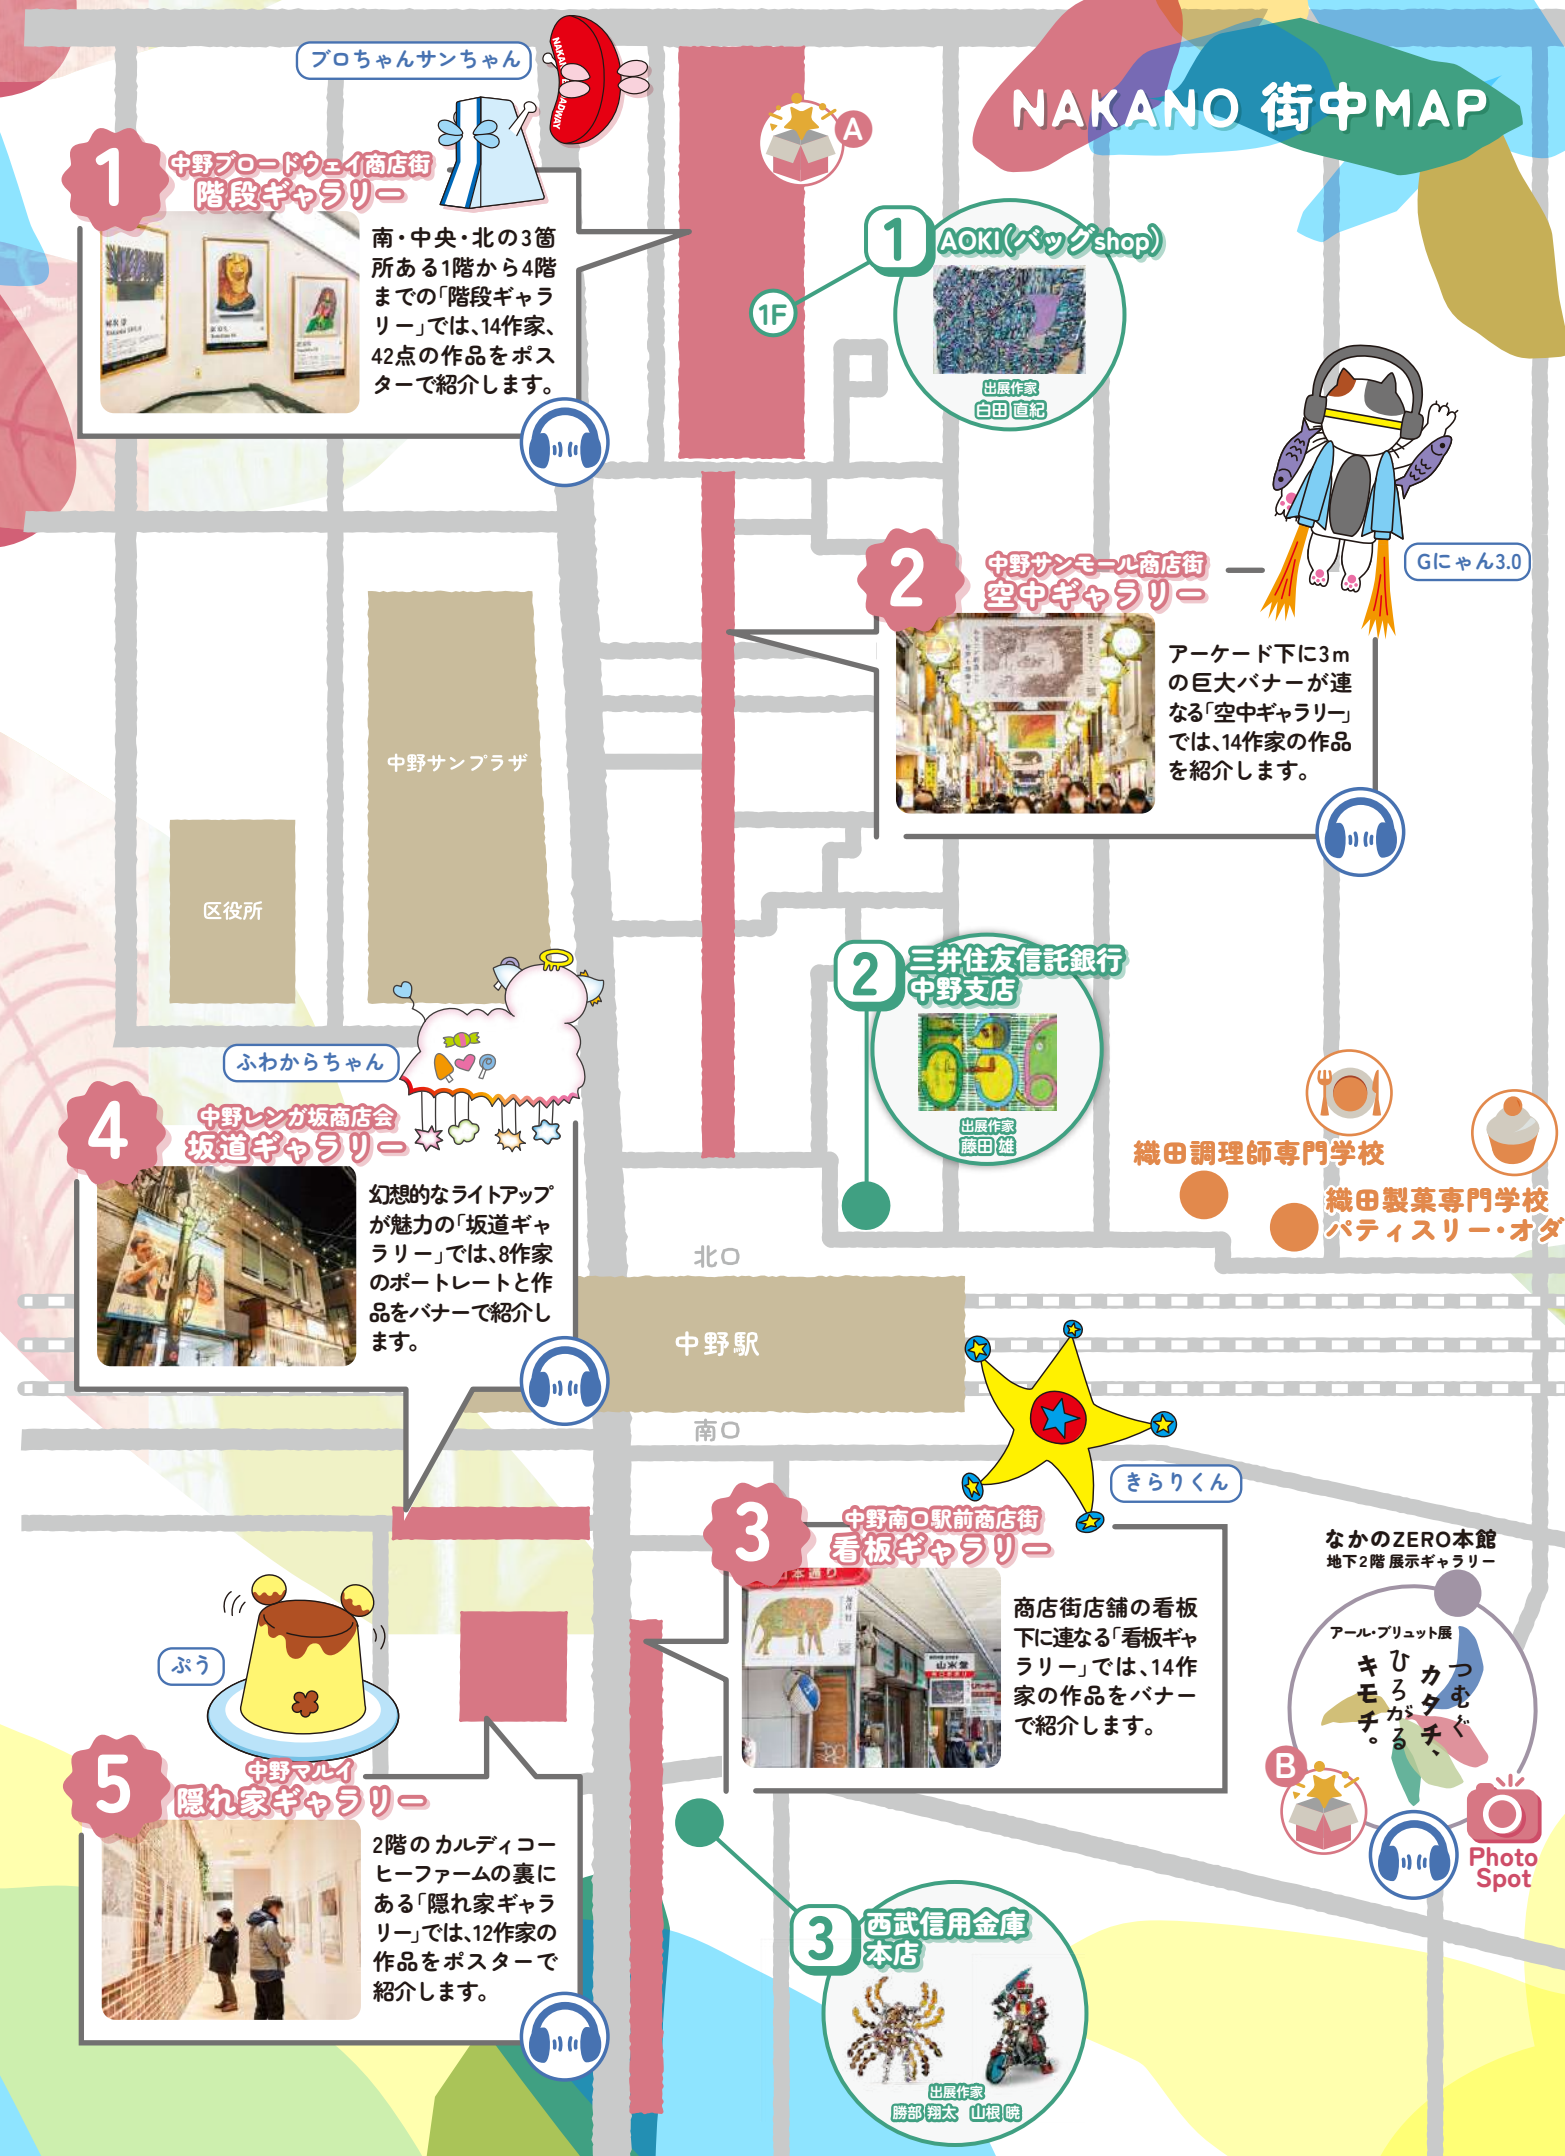 NAKANO 街中MAP
ブロちゃんサンちゃん
NAKANO BROADWAY
A
1
中野ブロードウェイ商店街
階段ギャラリー
南・中央・北の3箇
所ある1階から4階
までの「階段ギャラ
リー」では、14作家、
42点の作品をポス
ターで紹介します。
1
AOKI(バッグshop)
1F
出展作家
白田 直紀
Gにゃん3.0
2
中野サンモール商店街
空中ギャラリー
アーケード下に3m
の巨大バナーが連
なる「空中ギャラリー」
では、14作家の作品
を紹介します。
中野サンプラザ
区役所
2
三井住友信託銀行
中野支店
出展作家
藤田 雄
ふわからちゃん
4
中野レンガ坂商店会
坂道ギャラリー
幻想的なライトアップ
が魅力の「坂道ギャ
ラリー」では、8作家
のポートレートと作
品をバナーで紹介し
ます。
織田調理師専門学校
織田製菓専門学校
パティスリー・オダ
北口
中野駅
南口
きらりくん
3
中野南口駅前商店街
看板ギャラリー
本通り
山水堂
商店街店舗の看板
下に連なる「看板ギャ
ラリー」では、14作
家の作品をバナー
で紹介します。
なかのZERO本館
地下2階 展示ギャラリー
アール・ブリュット展
つむぐ
カタチ、
ひろがる
キモチ。
B
Photo
Spot
ぷう
5
中野マルイ
隠れ家ギャラリー
2階のカルディコー
ヒーファームの裏に
ある「隠れ家ギャラ
リー」では、12作家の
作品をポスターで
紹介します。
3
西武信用金庫
本店
出展作家
勝部 翔太 山根 暁